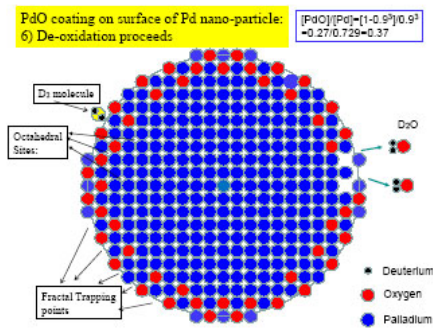 PdO coating on surface of Pd nano-particle:
6) De-oxidation proceeds
[PdO]/[Pd]=[1-0.9³]/0.9³
=0.27/0.729=0.37
D₂ molecule
Octahedral
Sites:
D₂O
Fractal Trapping
points
Deuterium
Oxygen
Palladium